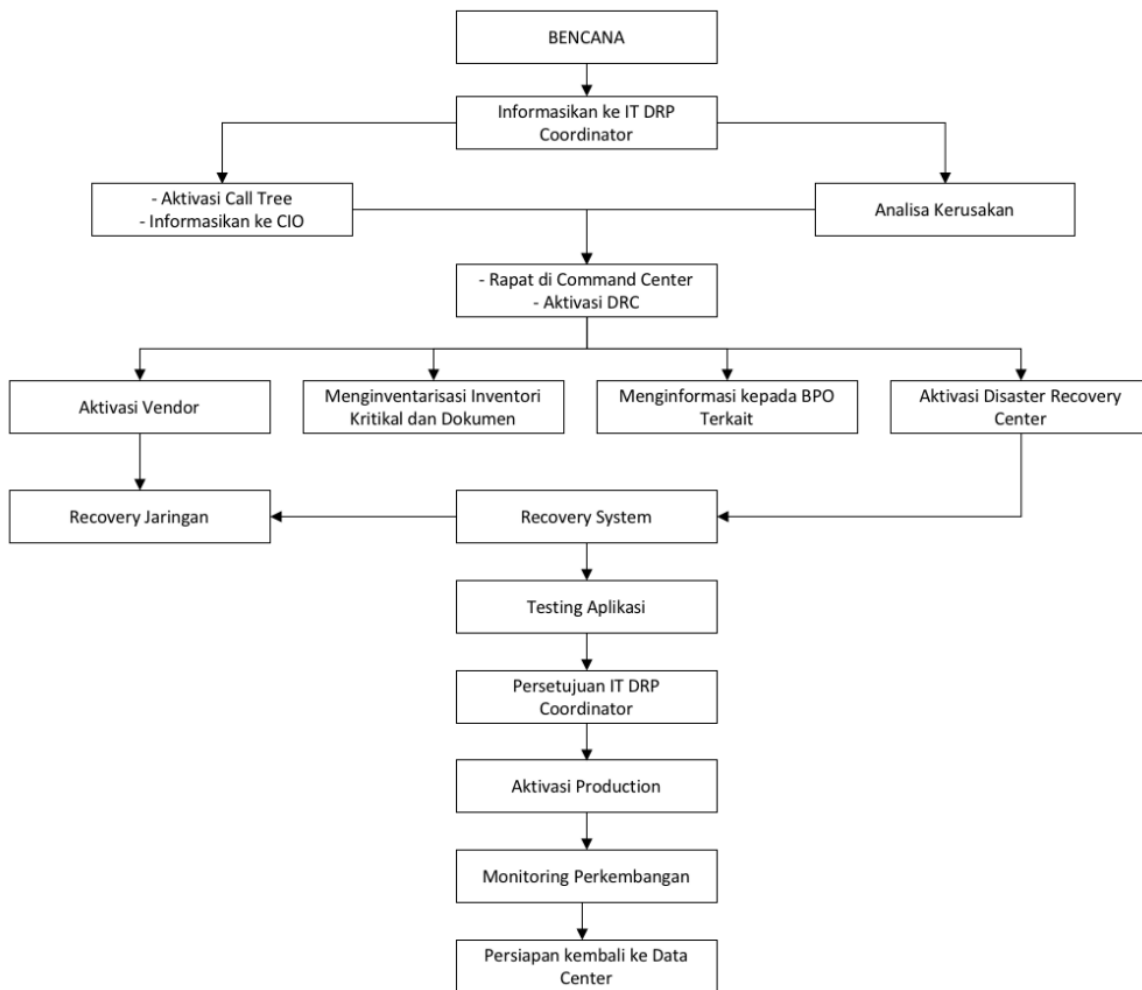 BENCANA
Informasikan ke IT DRP
Coordinator
- Aktivasi Call Tree
- Informasikan ke CIO
Analisa Kerusakan
- Rapat di Command Center
- Aktivasi DRC
Aktivasi Vendor
Menginventarisasi Inventori
Kritikal dan Dokumen
Menginformasi kepada BPO
Terkait
Aktivasi Disaster Recovery
Center
Recovery Jaringan
Recovery System
Testing Aplikasi
Persetujuan IT DRP
Coordinator
Aktivasi Production
Monitoring Perkembangan
Persiapan kembali ke Data
Center